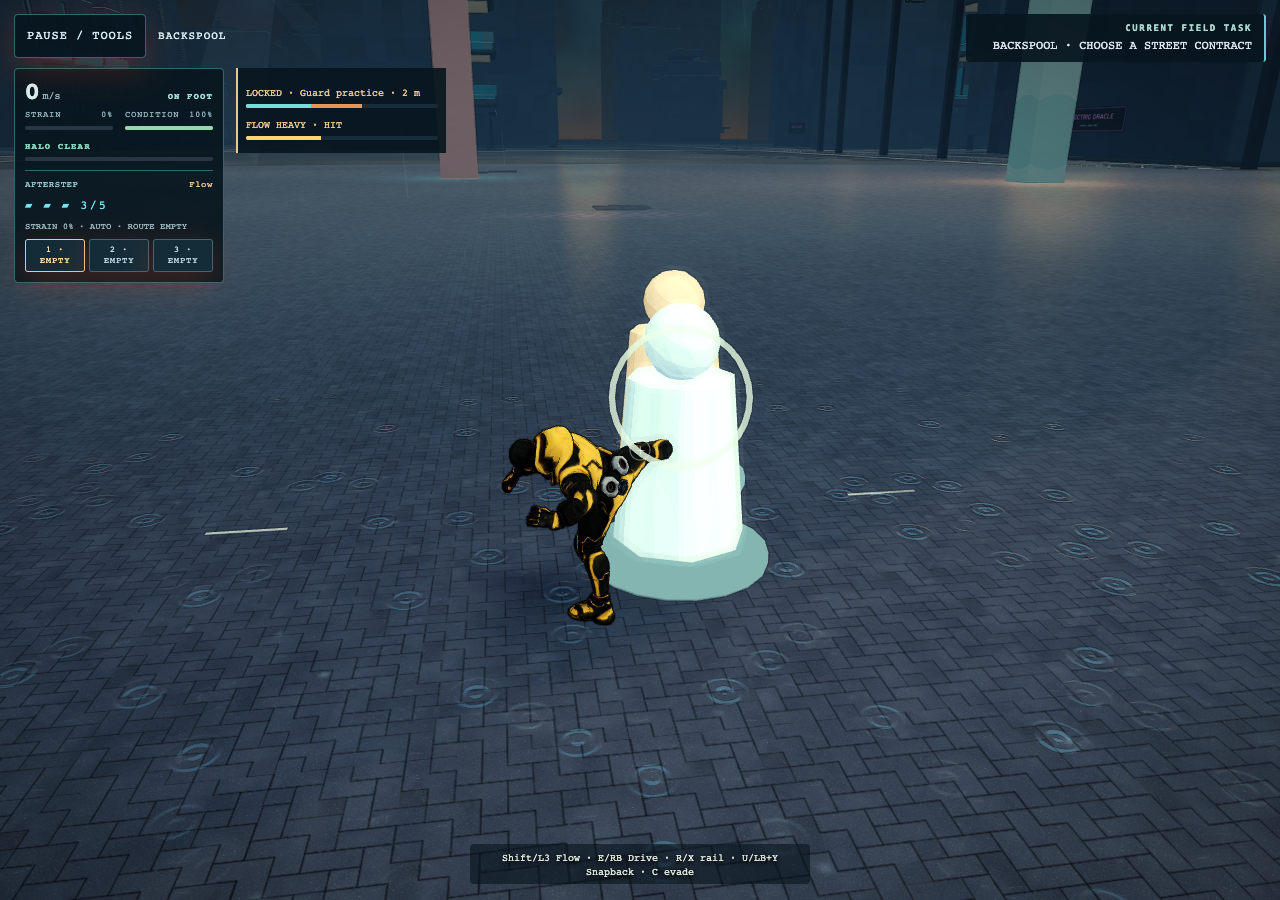 PAUSE / TOOLS
BACKSPOOL
CURRENT FIELD TASK
BACKSPOOL · CHOOSE A STREET CONTRACT
0 m/s
ON FOOT
STRAIN 0%
CONDITION 100%
HALO CLEAR
AFTERSTEP
Flow
3/5
STRAIN 0% · AUTO · ROUTE EMPTY
1 ·
EMPTY
2 ·
EMPTY
3 ·
EMPTY
LOCKED · Guard practice · 2 m
FLOW HEAVY · HIT
Shift/L3 Flow · E/RB Drive · R/X rail · U/LB+Y
Snapback · C evade